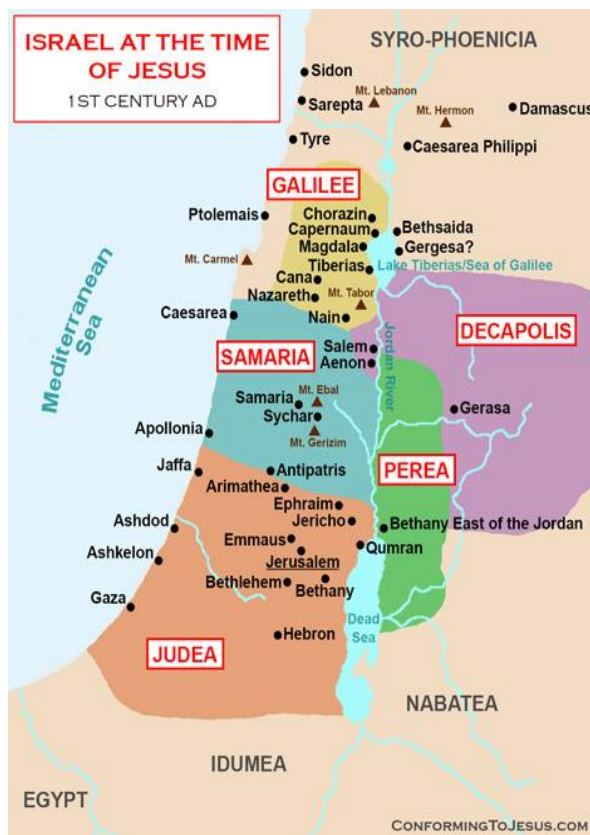 ISRAEL AT THE TIME
OF JESUS
1ST CENTURY AD
SYRO-PHOENICIA
Sidon
Mt. Lebanon
Sarepta
Mt. Hermon
Damascus
Tyre
Caesarea Philippi
GALILEE
Ptolemais
Chorazin
Capernaum
Bethsaida
Magdala
Gergesa?
Mt. Carmel
Tiberias
Lake Tiberias/Sea of Galilee
Cana
Nazareth
Mt. Tabor
Caesarea
Nain
DECAPOLIS
Mediterranean
Sea
Jordan River
SAMARIA
Salem
Aenon
Samaria
Mt. Ebal
Sychar
Gerasa
Apollonia
Mt. Gerizim
Jaffa
Antipatris
PEREA
Arimathea
Ephraim
Ashdod
Jericho
Bethany East of the Jordan
Emmaus
Qumran
Ashkelon
Jerusalem
Bethlehem
Bethany
Gaza
Dead
Sea
Hebron
JUDEA
NABATEA
IDUMEA
EGYPT
CONFORMINGTOJESUS.COM